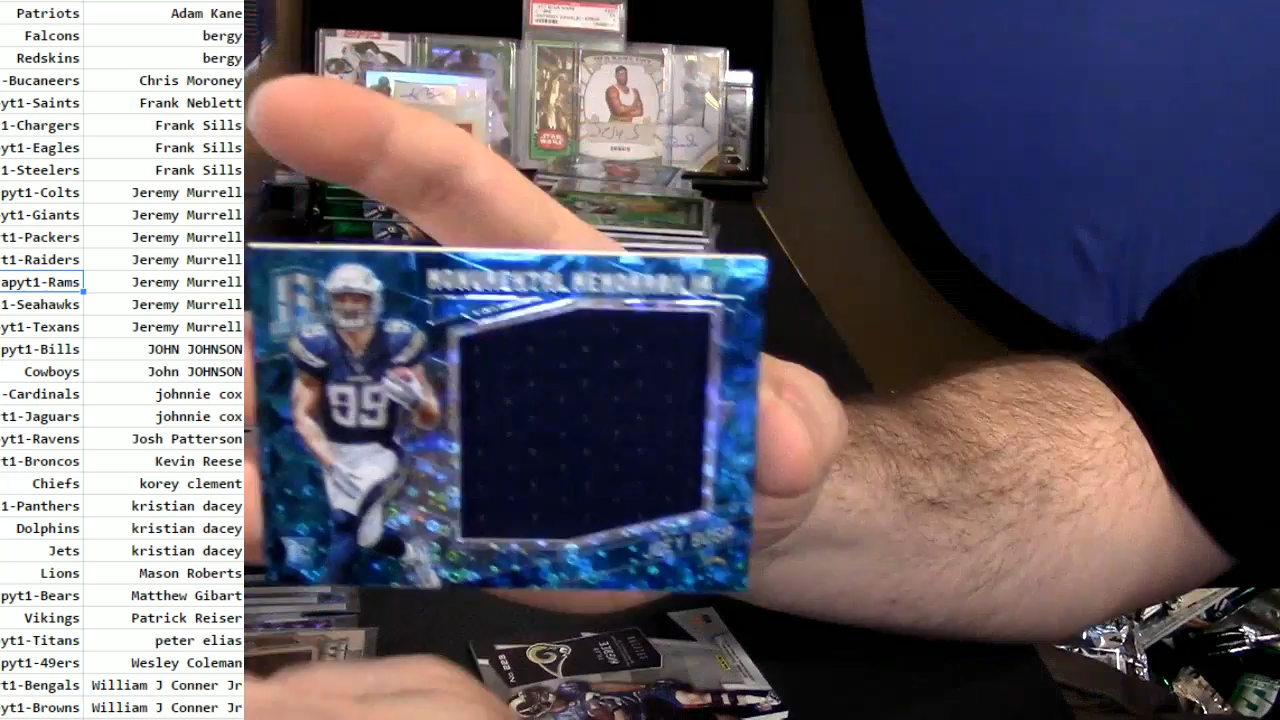 Patriots Adam Kane
Falcons bergy
Redskins bergy
-Bucaneers Chris Moroney
yt1-Saints Frank Neblett
1-Chargers Frank Sills
yt1-Eagles Frank Sills
1-Steelers Frank Sills
pyt1-Colts Jeremy Murrell
yt1-Giants Jeremy Murrell
1-Packers Jeremy Murrell
t1-Raiders Jeremy Murrell
apyt1-Rams Jeremy Murrell
1-Seahawks Jeremy Murrell
yt1-Texans Jeremy Murrell
pyt1-Bills JOHN JOHNSON
Cowboys John JOHNSON
-Cardinals johnnie cox
t1-Jaguars johnnie cox
yt1-Ravens Josh Patterson
t1-Broncos Kevin Reese
Chiefs korey clement
1-Panthers kristian dacey
Dolphins kristian dacey
Jets kristian dacey
Lions Mason Roberts
pyt1-Bears Matthew Gibart
Vikings Patrick Reiser
yt1-Titans peter elias
pyt1-49ers Wesley Coleman
t1-Bengals William J Conner Jr
t1-Browns William J Conner Jr
STAR WARS
MONUMENTAL MEMORABILIA
99
JOEY BOSA